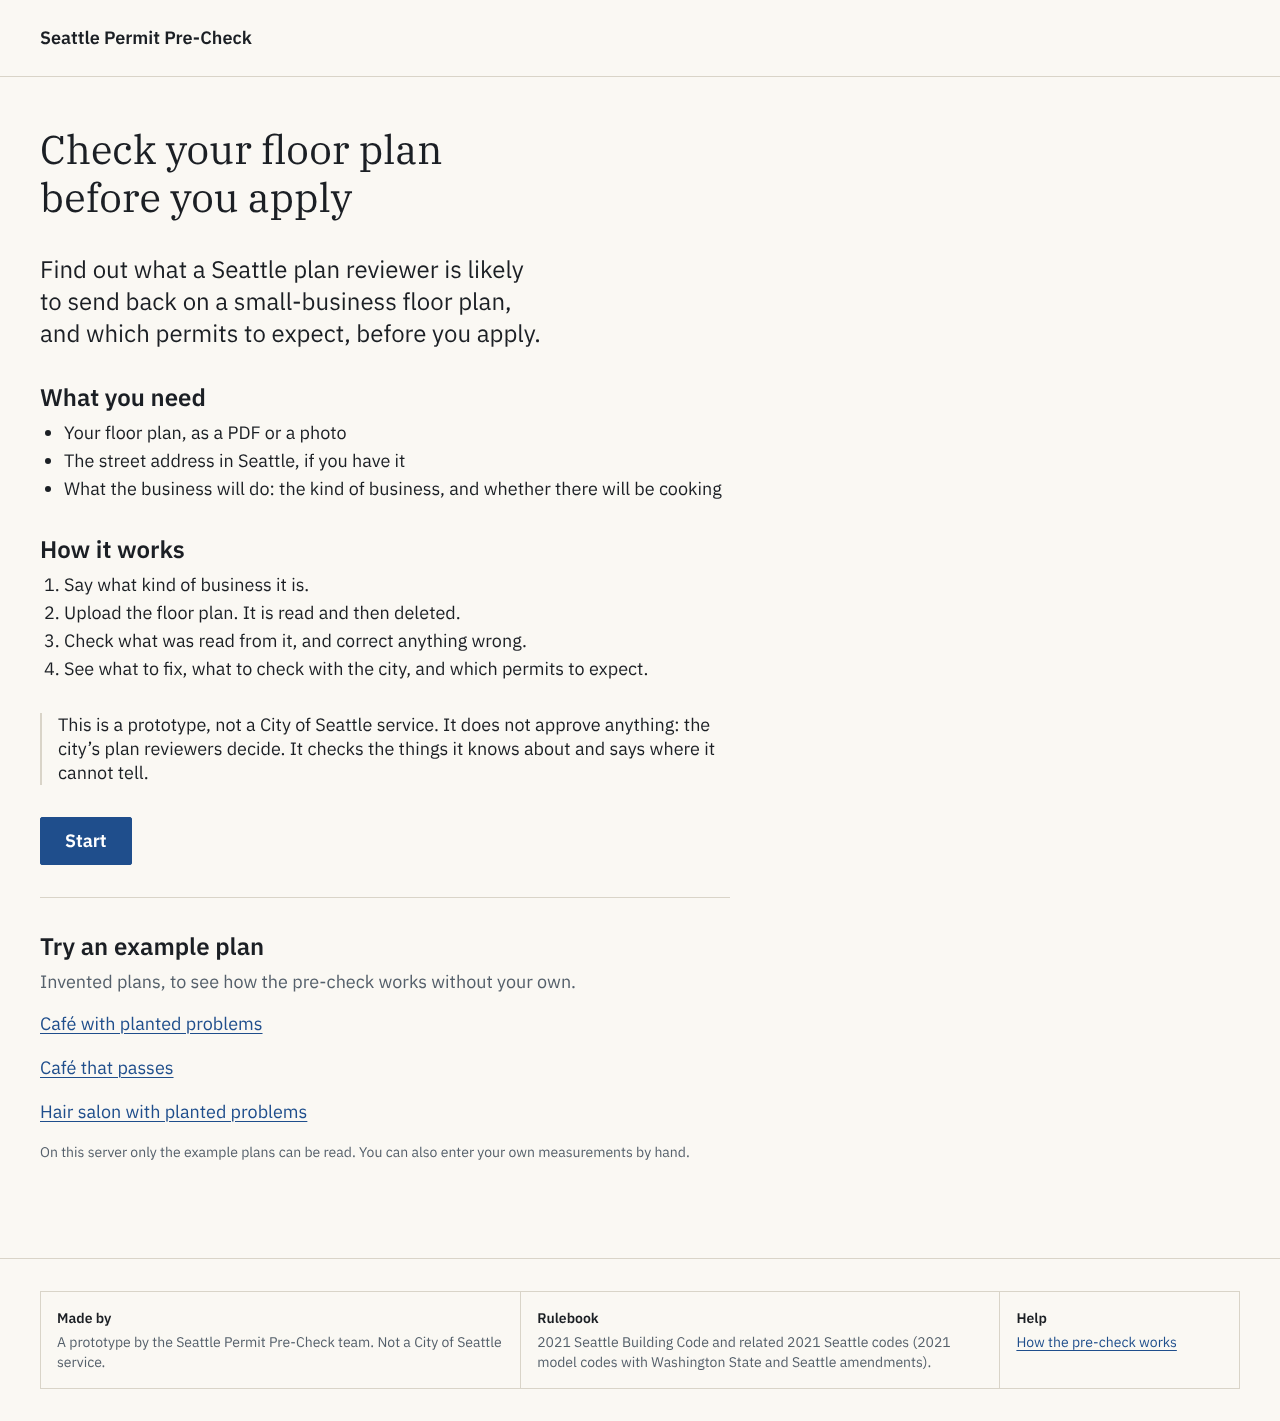 Seattle Permit Pre-Check
Check your floor plan
before you apply
Find out what a Seattle plan reviewer is likely
to send back on a small-business floor plan,
and which permits to expect, before you apply.
What you need
• Your floor plan, as a PDF or a photo
• The street address in Seattle, if you have it
• What the business will do: the kind of business, and whether there will be cooking
How it works
1. Say what kind of business it is.
2. Upload the floor plan. It is read and then deleted.
3. Check what was read from it, and correct anything wrong.
4. See what to fix, what to check with the city, and which permits to expect.
This is a prototype, not a City of Seattle service. It does not approve anything: the
city’s plan reviewers decide. It checks the things it knows about and says where it
cannot tell.
Start
Try an example plan
Invented plans, to see how the pre-check works without your own.
Café with planted problems
Café that passes
Hair salon with planted problems
On this server only the example plans can be read. You can also enter your own measurements by hand.
Made by
A prototype by the Seattle Permit Pre-Check team. Not a City of Seattle
service.
Rulebook
2021 Seattle Building Code and related 2021 Seattle codes (2021
model codes with Washington State and Seattle amendments).
Help
How the pre-check works